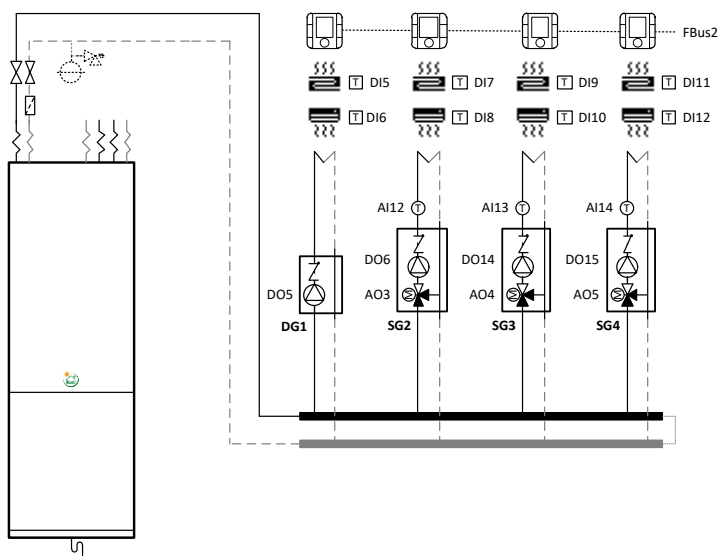 FBus2
T DI5 T DI7 T DI9 T DI11
T DI6 T DI8 T DI10 T DI12
AI12 T AI13 T AI14 T
DO6 DO14 DO15
DO5 AO3 M AO4 M AO5 M
DG1 SG2 SG3 SG4